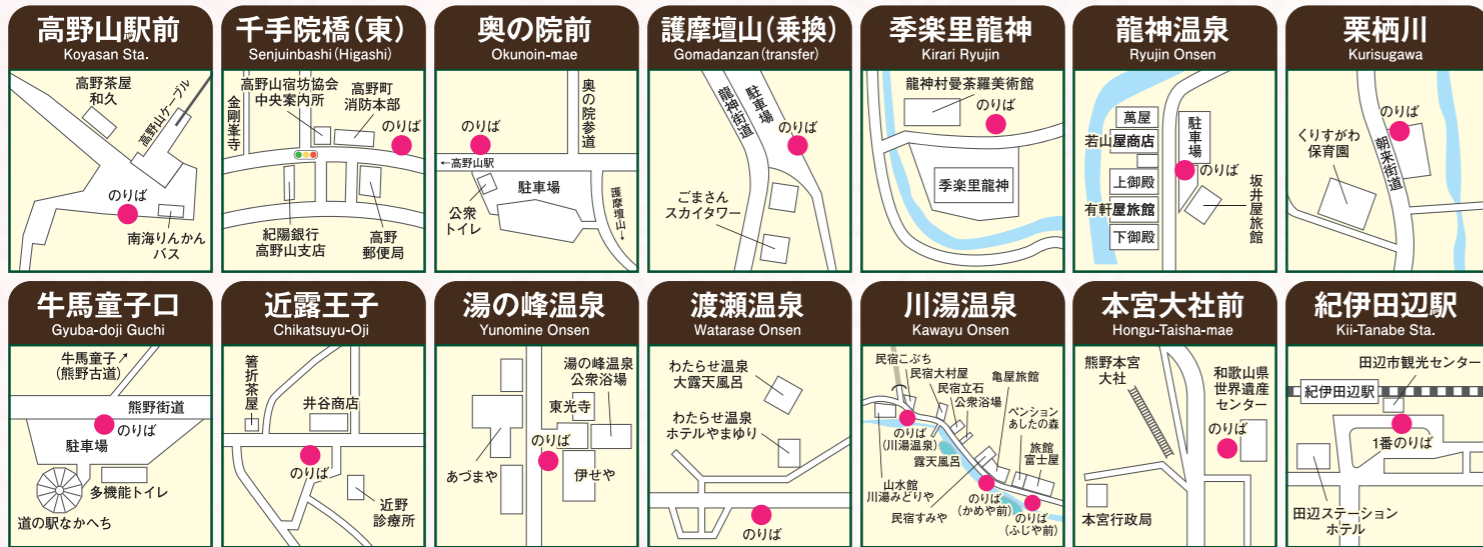 高野山駅前
Koyasan Sta.
高野茶屋
和久
高野山ケーブル
のりば
南海りんかん
バス
千手院橋(東)
Senjuinbashi(Higashi)
金剛峯寺
高野山宿坊協会
中央案内所
高野町
消防本部
のりば
紀陽銀行
高野山支店
高野
郵便局
奥の院前
Okunoin-mae
のりば
奥の院参道
←高野山駅
駐車場
公衆
トイレ
護摩壇山→
護摩壇山(乗換)
Gomadanzan(transfer)
龍神街道
駐車場
のりば
ごまさん
スカイタワー
季楽里龍神
Kirari Ryujin
龍神村曼荼羅美術館
のりば
季楽里龍神
龍神温泉
Ryujin Onsen
萬屋
若山屋商店
上御殿
有軒屋旅館
下御殿
駐車場
のりば
坂井屋旅館
栗栖川
Kurisugawa
のりば
くりすがわ
保育園
朝来街道
牛馬童子口
Gyuba-doji Guchi
牛馬童子↗
(熊野古道)
熊野街道
のりば
駐車場
多機能トイレ
道の駅なかへち
近露王子
Chikatsuyu-Oji
箸折茶屋
井谷商店
のりば
近野
診療所
湯の峰温泉
Yunomine Onsen
湯の峰温泉
公衆浴場
東光寺
のりば
あづまや
伊せや
渡瀬温泉
Watarase Onsen
わたらせ温泉
大露天風呂
わたらせ温泉
ホテルやまゆり
のりば
川湯温泉
Kawayu Onsen
民宿こぶち
民宿大村屋
民宿立石
公衆浴場
亀屋旅館
ペンション
あしたの森
旅館
富士屋
のりば
(川湯温泉)
露天風呂
山水館
川湯みどりや
民宿すみや
のりば
(かめや前)
のりば
(ふじや前)
本宮大社前
Hongu-Taisha-mae
熊野本宮
大社
和歌山県
世界遺産
センター
のりば
本宮行政局
紀伊田辺駅
Kii-Tanabe Sta.
田辺市観光センター
紀伊田辺駅
1番のりば
田辺ステーション
ホテル